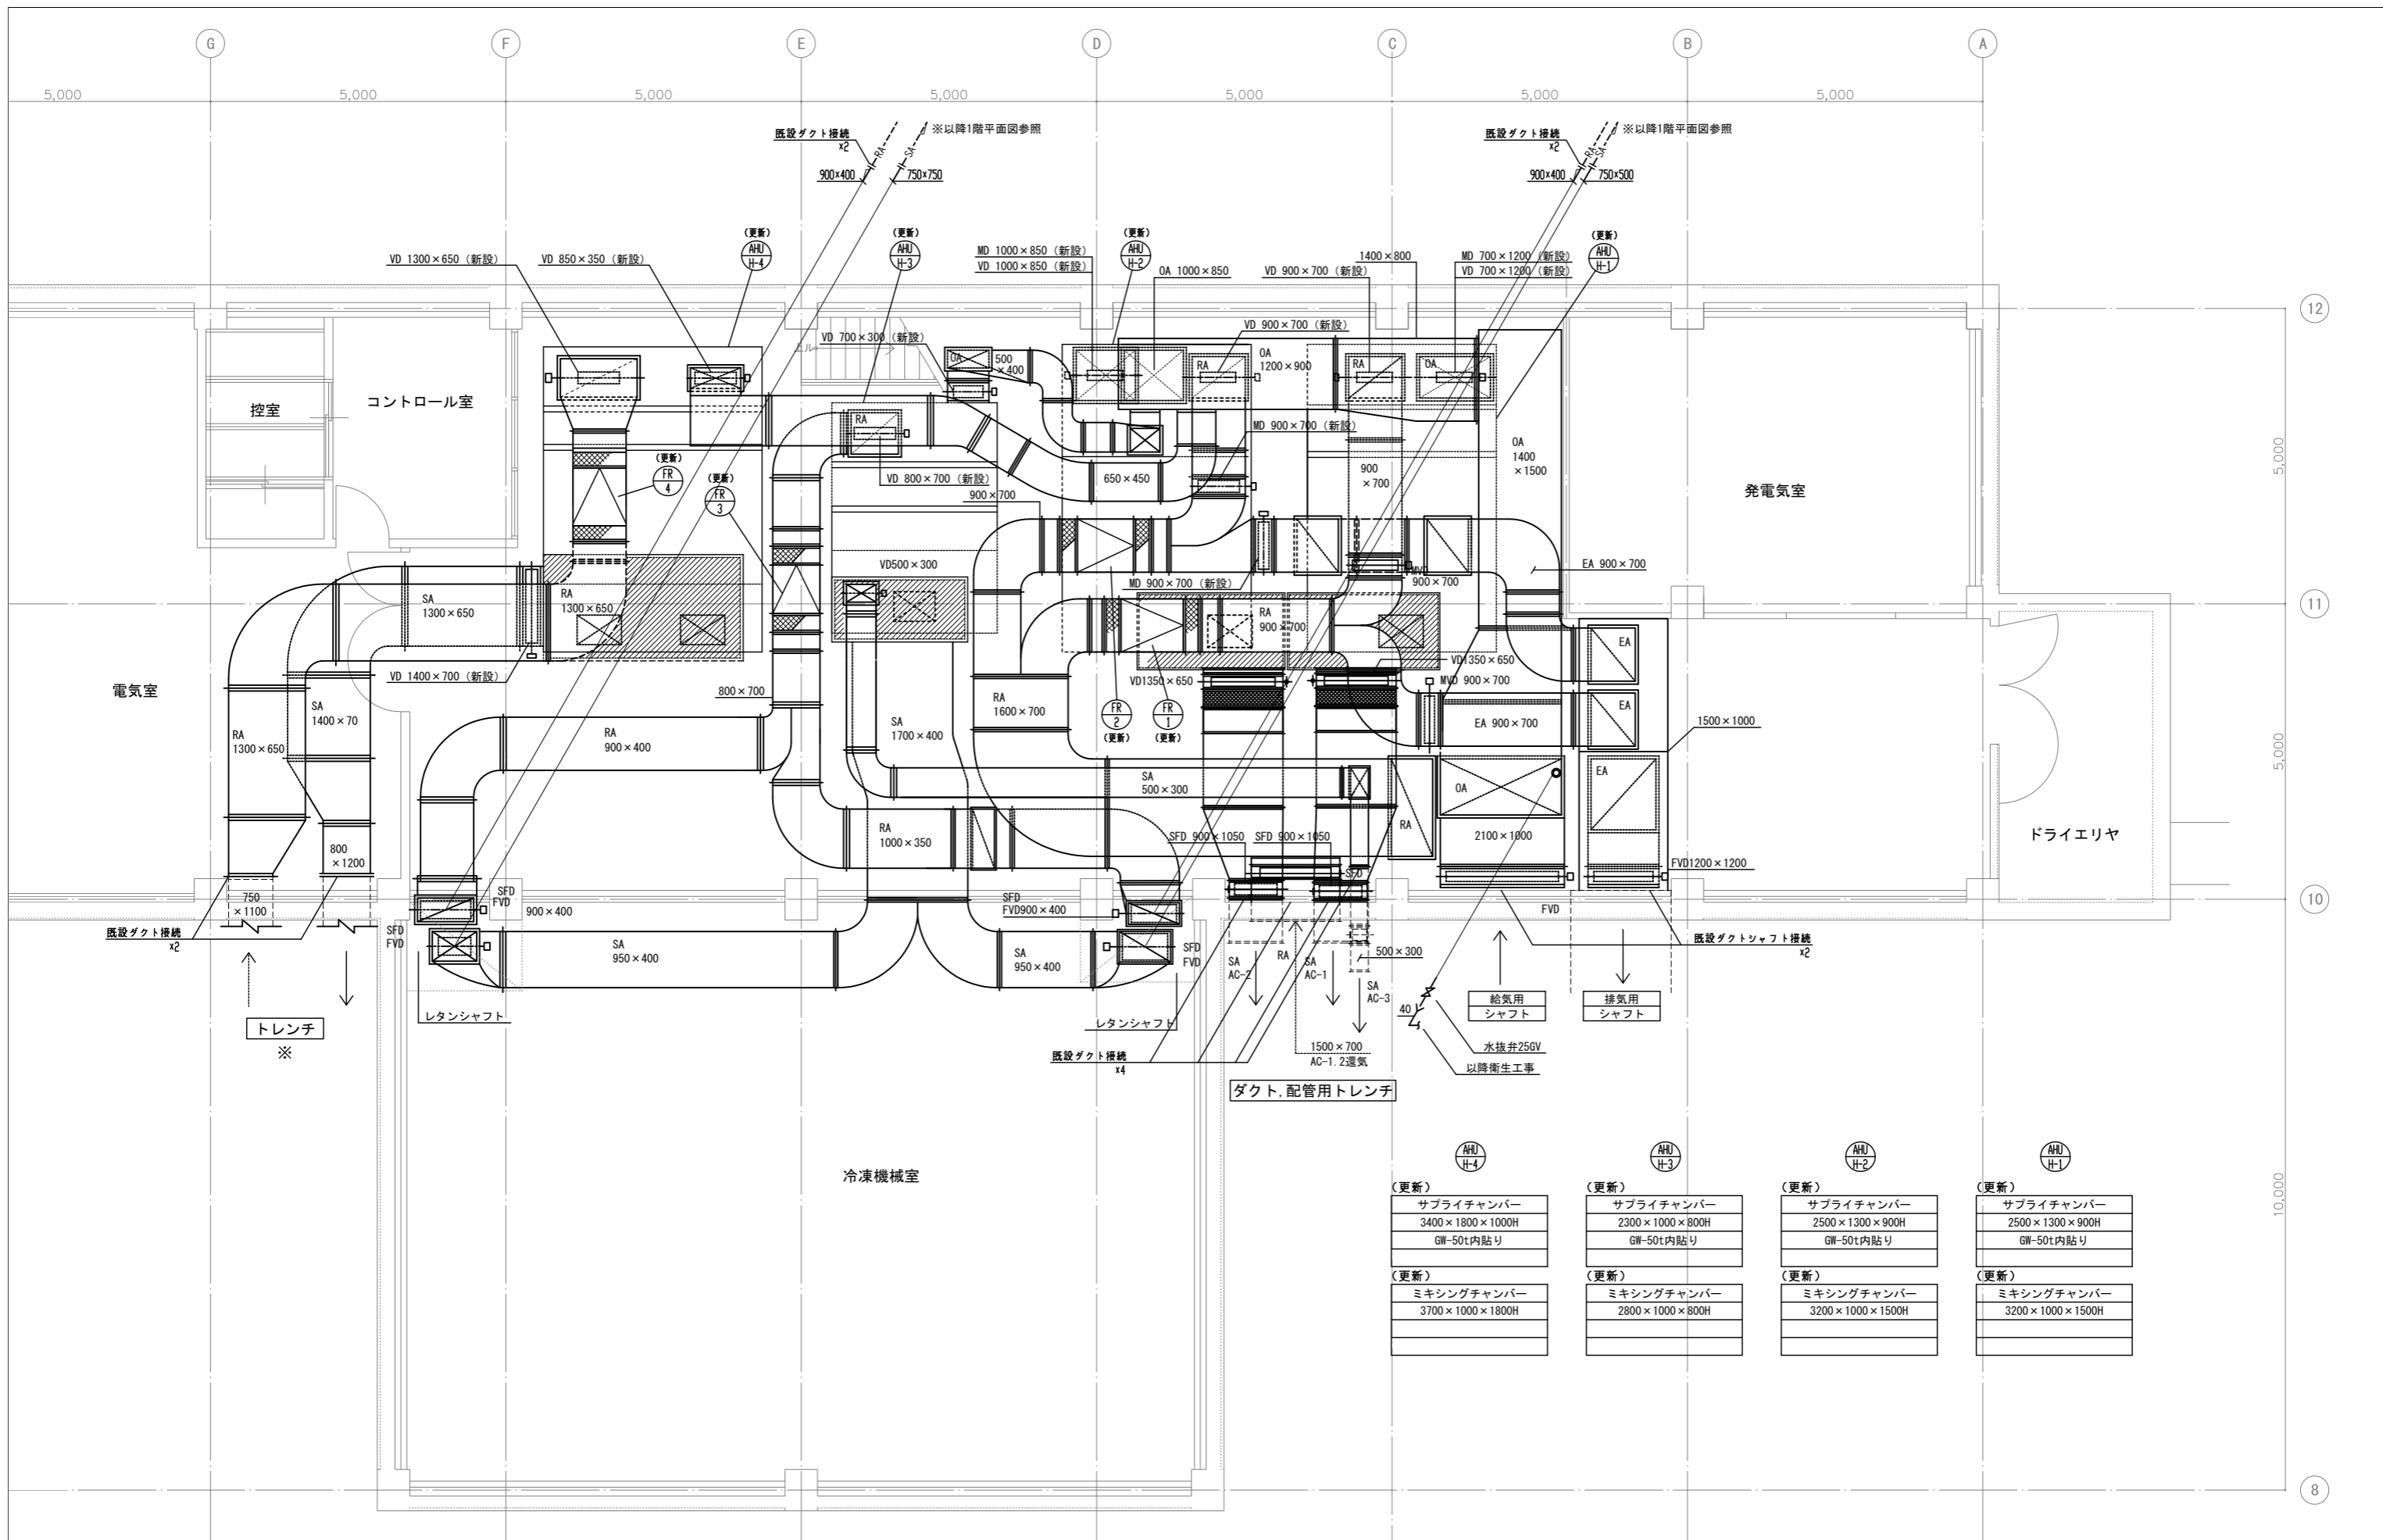 G
F
E
D
C
B
A
5,000
5,000
5,000
5,000
5,000
5,000
5,000
既設ダクト接続
x2
RA
SA
※以降1階平面図参照
900×400
750×750
既設ダクト接続
x2
RA
SA
※以降1階平面図参照
900×400
750×500
(更新)
AHU
H-4
(更新)
AHU
H-3
(更新)
AHU
H-2
(更新)
AHU
H-1
VD 1300×650 (新設)
VD 850×350 (新設)
MD 1000×850 (新設)
VD 1000×850 (新設)
OA 1000×850
VD 900×700 (新設)
1400×800
MD 700×1200 (新設)
VD 700×1200 (新設)
12
VD 700×300 (新設)
上ル
OA
500
×400
VD 900×700 (新設)
RA
OA
1200×900
RA
OA
控室
コントロール室
RA
MD 900×700 (新設)
OA
1400
×1500
5,000
(更新)
FR
4
(更新)
FR
3
VD 800×700 (新設)
900×700
650×450
900
×700
発電気室
VD500×300
MD 900×700 (新設)
MVD
900×700
EA 900×700
SA
1300×650
RA
1300×650
RA
900×700
11
VD 1400×700 (新設)
VD1350×650
VD1350×650
MVD 900×700
EA
EA
電気室
SA
1400×70
RA
1300×650
800×700
RA
900×400
SA
1700×400
RA
1600×700
FR
2
(更新)
FR
1
(更新)
EA 900×700
1500×1000
5,000
SA
500×300
OA
EA
RA
2100×1000
ドライエリヤ
800
×1200
RA
1000×350
SFD 900×1050
SFD 900×1050
SFD
FVD1200×1200
750
×1100
SFD
FVD
900×400
SFD
FVD900×400
FVD
10
既設ダクト接続
x2
SFD
FVD
SA
950×400
SA
950×400
SFD
FVD
SA
AC-2
RA
SA
AC-1
500×300
SA
AC-3
既設ダクトシャフト接続
x2
給気用
シャフト
排気用
シャフト
レタンシャフト
レタンシャフト
トレンチ
※
40
水抜弁25GV
以降衛生工事
既設ダクト接続
x4
1500×700
AC-1.2還気
ダクト,配管用トレンチ
冷凍機械室
10,000
AHU
H-4
AHU
H-3
AHU
H-2
AHU
H-1
(更新)
サプライチャンバー
3400×1800×1000H
GW-50t内貼り
(更新)
サプライチャンバー
2300×1000×800H
GW-50t内貼り
(更新)
サプライチャンバー
2500×1300×900H
GW-50t内貼り
(更新)
サプライチャンバー
2500×1300×900H
GW-50t内貼り
(更新)
ミキシングチャンバー
3700×1000×1800H
(更新)
ミキシングチャンバー
2800×1000×800H
(更新)
ミキシングチャンバー
3200×1000×1500H
(更新)
ミキシングチャンバー
3200×1000×1500H
8